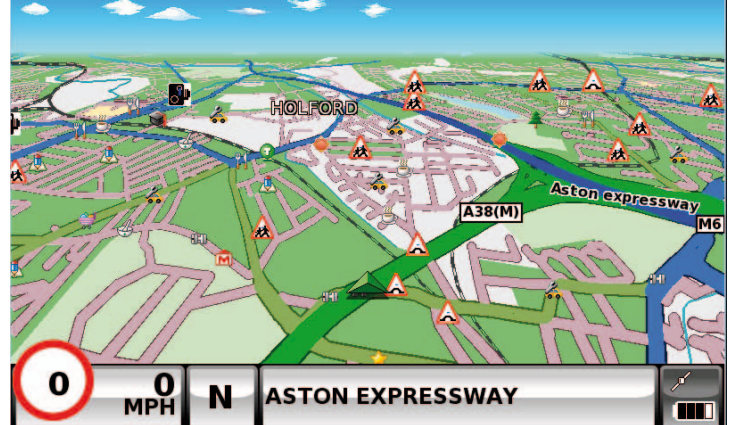 HOLFORD
T
Aston expressway
A38(M)
M6
M
0
0
MPH
N
ASTON EXPRESSWAY